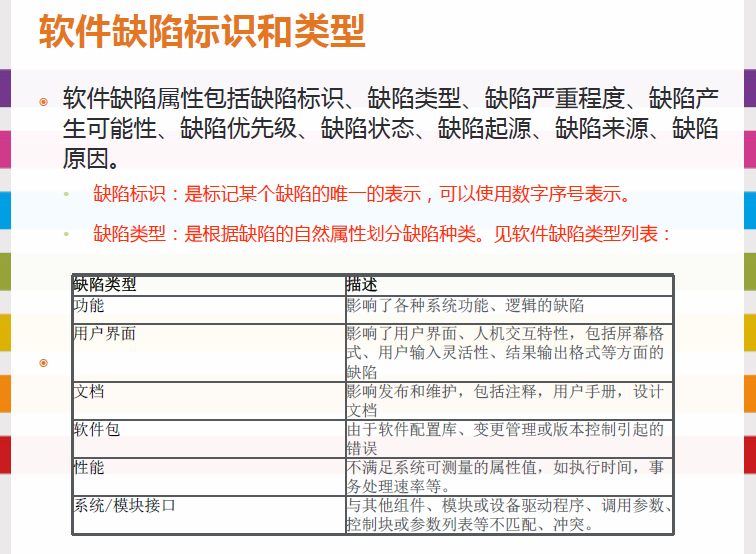 软件缺陷标识和类型
软件缺陷属性包括缺陷标识、缺陷类型、缺陷严重程度、缺陷产
生可能性、缺陷优先级、缺陷状态、缺陷起源、缺陷来源、缺陷
原因。
缺陷标识：是标记某个缺陷的唯一的表示，可以使用数字序号表示。
缺陷类型：是根据缺陷的自然属性划分缺陷种类。见软件缺陷类型列表：
缺陷类型 描述
功能 影响了各种系统功能、逻辑的缺陷
用户界面 影响了用户界面、人机交互特性，包括屏幕格
式、用户输入灵活性、结果输出格式等方面的
缺陷
文档 影响发布和维护，包括注释，用户手册，设计
文档
软件包 由于软件配置库、变更管理或版本控制引起的
错误
性能 不满足系统可测量的属性值，如执行时间，事
务处理速率等。
系统/模块接口 与其他组件、模块或设备驱动程序、调用参数、
控制块或参数列表等不匹配、冲突。